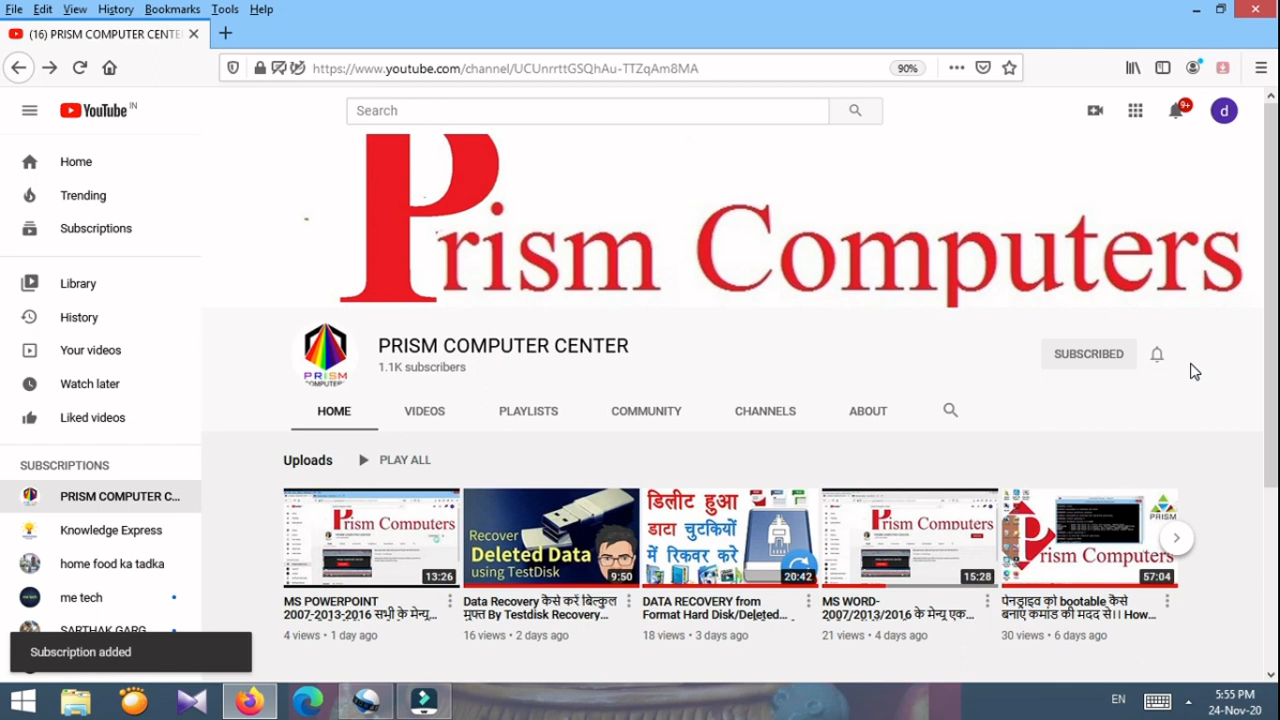 File Edit View History Bookmarks Tools Help
(16) PRISM COMPUTER CENTE
https://www.youtube.com/channel/UCUnrrttGSQhAu-TTZqAm8MA 90%
YouTube IN
Search
9+
d
Home
Trending
Subscriptions
Library
History
Your videos
Watch later
Liked videos
SUBSCRIPTIONS
PRISM COMPUTER C...
Knowledge Express
home food ka tadka
me tech
SARTHAK GARG
Subscription added
Prism Computers
PRISM COMPUTER CENTER
1.1K subscribers
SUBSCRIBED
HOME VIDEOS PLAYLISTS COMMUNITY CHANNELS ABOUT
Uploads PLAY ALL
Prism Computers
13:26
MS POWERPOINT
2007-2013-2016 सभी के मेन्यू...
4 views • 1 day ago
Recover
Deleted Data
using TestDisk
9:50
Data Recovery कैसे करें बिल्कुल
मुफ्त By Testdisk Recovery...
16 views • 2 days ago
डिलीट हुआ
डाटा चुटकियों
में रिकवर करे
20:42
DATA RECOVERY from
Format Hard Disk/Deleted...
18 views • 3 days ago
Prism Computers
15:28
MS WORD-
2007/2013/2016 के मेन्यू एक...
21 views • 4 days ago
PRISM
Prism Computers
57:04
पेनड्राइव को bootable कैसे
बनाएं कमांड की मदद से।। How...
30 views • 6 days ago
EN
5:55 PM
24-Nov-20